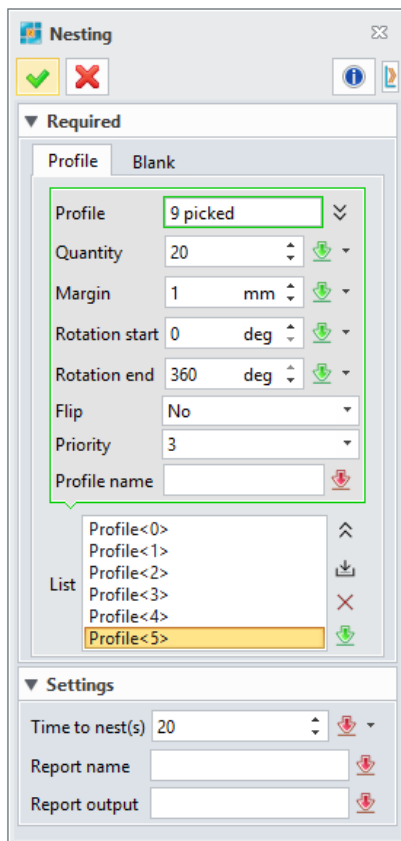 Nesting
Required
Profile Blank
Profile 9 picked
Quantity 20
Margin 1 mm
Rotation start 0 deg
Rotation end 360 deg
Flip No
Priority 3
Profile name
Profile<0>
Profile<1>
Profile<2>
List Profile<3>
Profile<4>
Profile<5>
Settings
Time to nest(s) 20
Report name
Report output